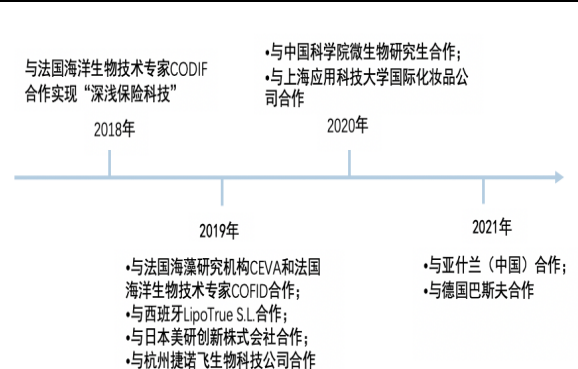 与法国海洋生物技术专家CODIF
合作实现“深浅保险科技”
2018年
•与中国科学院微生物研究生合作；
•与上海应用科技大学国际化妆品公
司合作
2020年
2019年
•与法国海藻研究机构CEVA和法国
海洋生物技术专家COFID合作；
•与西班牙LipoTrue S.L.合作；
•与日本美研创新株式会社合作；
•与杭州捷诺飞生物科技公司合作
2021年
•与亚什兰（中国）合作；
•与德国巴斯夫合作